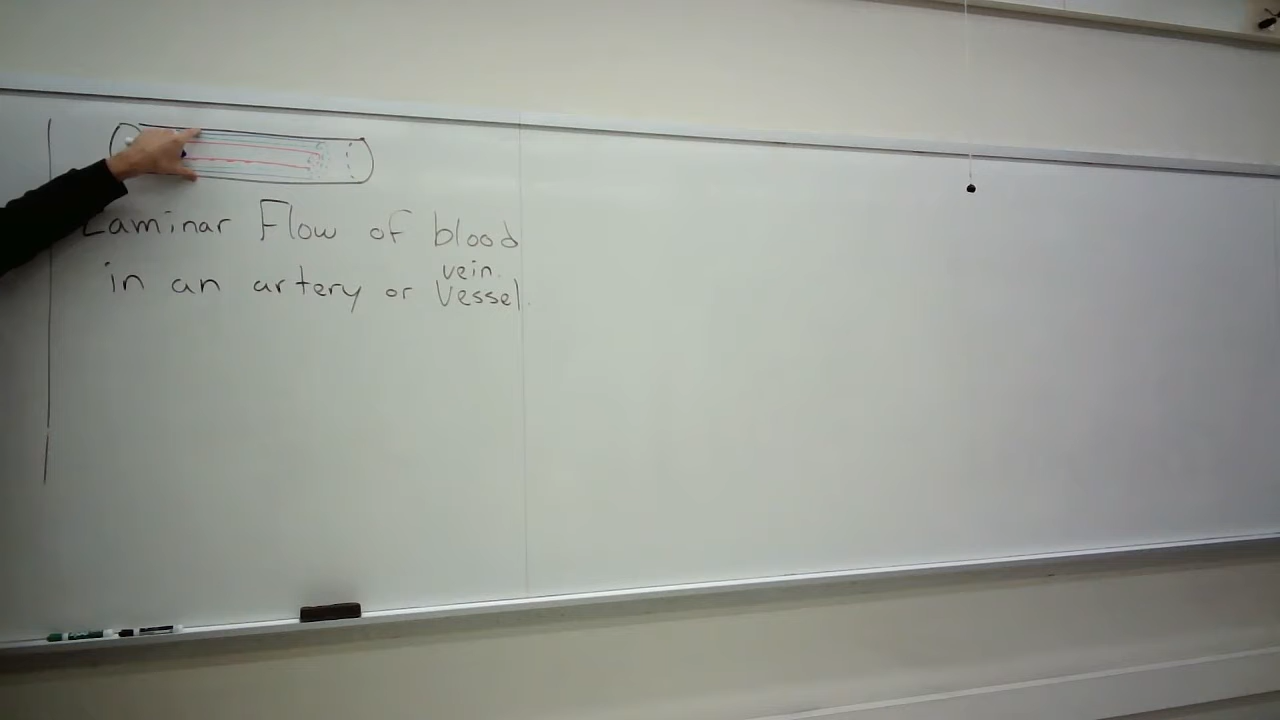 Laminar Flow of blood
vein.
in an artery or Vessel.